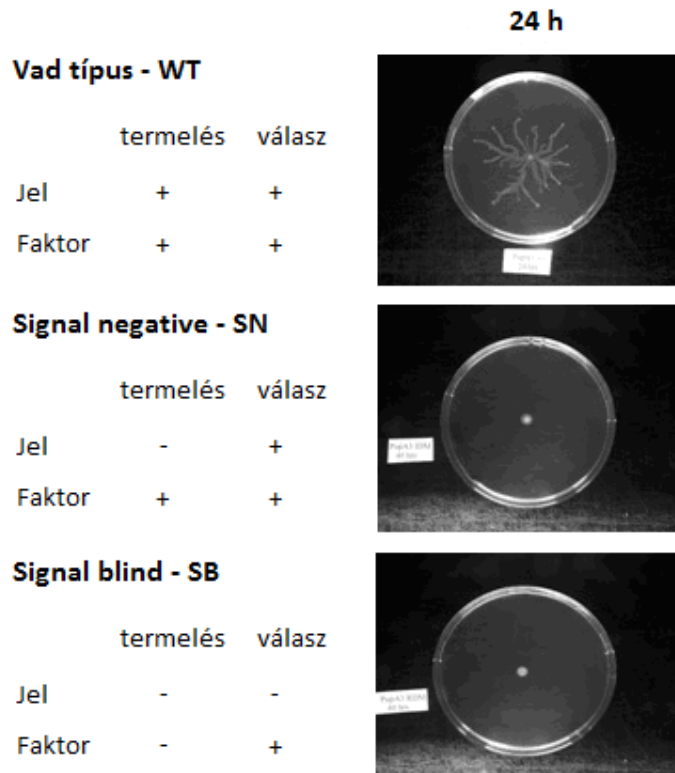 24 h
Vad típus - WT
termelés válasz
Jel + +
Faktor + +
Signal negative - SN
termelés válasz
Jel - +
Faktor + +
Signal blind - SB
termelés válasz
Jel - -
Faktor - +